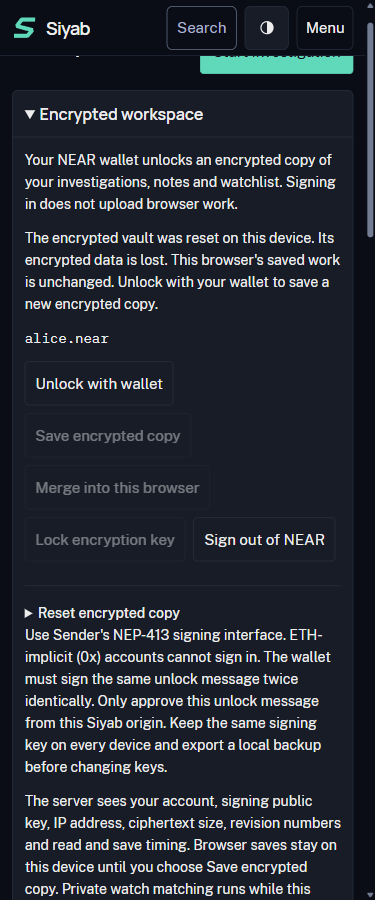 Siyab
Search
Menu
▼ Encrypted workspace
Your NEAR wallet unlocks an encrypted copy of
your investigations, notes and watchlist. Signing
in does not upload browser work.
The encrypted vault was reset on this device. Its
encrypted data is lost. This browser's saved work
is unchanged. Unlock with your wallet to save a
new encrypted copy.
alice.near
Unlock with wallet
Save encrypted copy
Merge into this browser
Lock encryption key
Sign out of NEAR
▶ Reset encrypted copy
Use Sender's NEP-413 signing interface. ETH-
implicit (0x) accounts cannot sign in. The wallet
must sign the same unlock message twice
identically. Only approve this unlock message
from this Siyab origin. Keep the same signing
key on every device and export a local backup
before changing keys.
The server sees your account, signing public
key, IP address, ciphertext size, revision numbers
and read and save timing. Browser saves stay on
this device until you choose Save encrypted
copy. Private watch matching runs while this